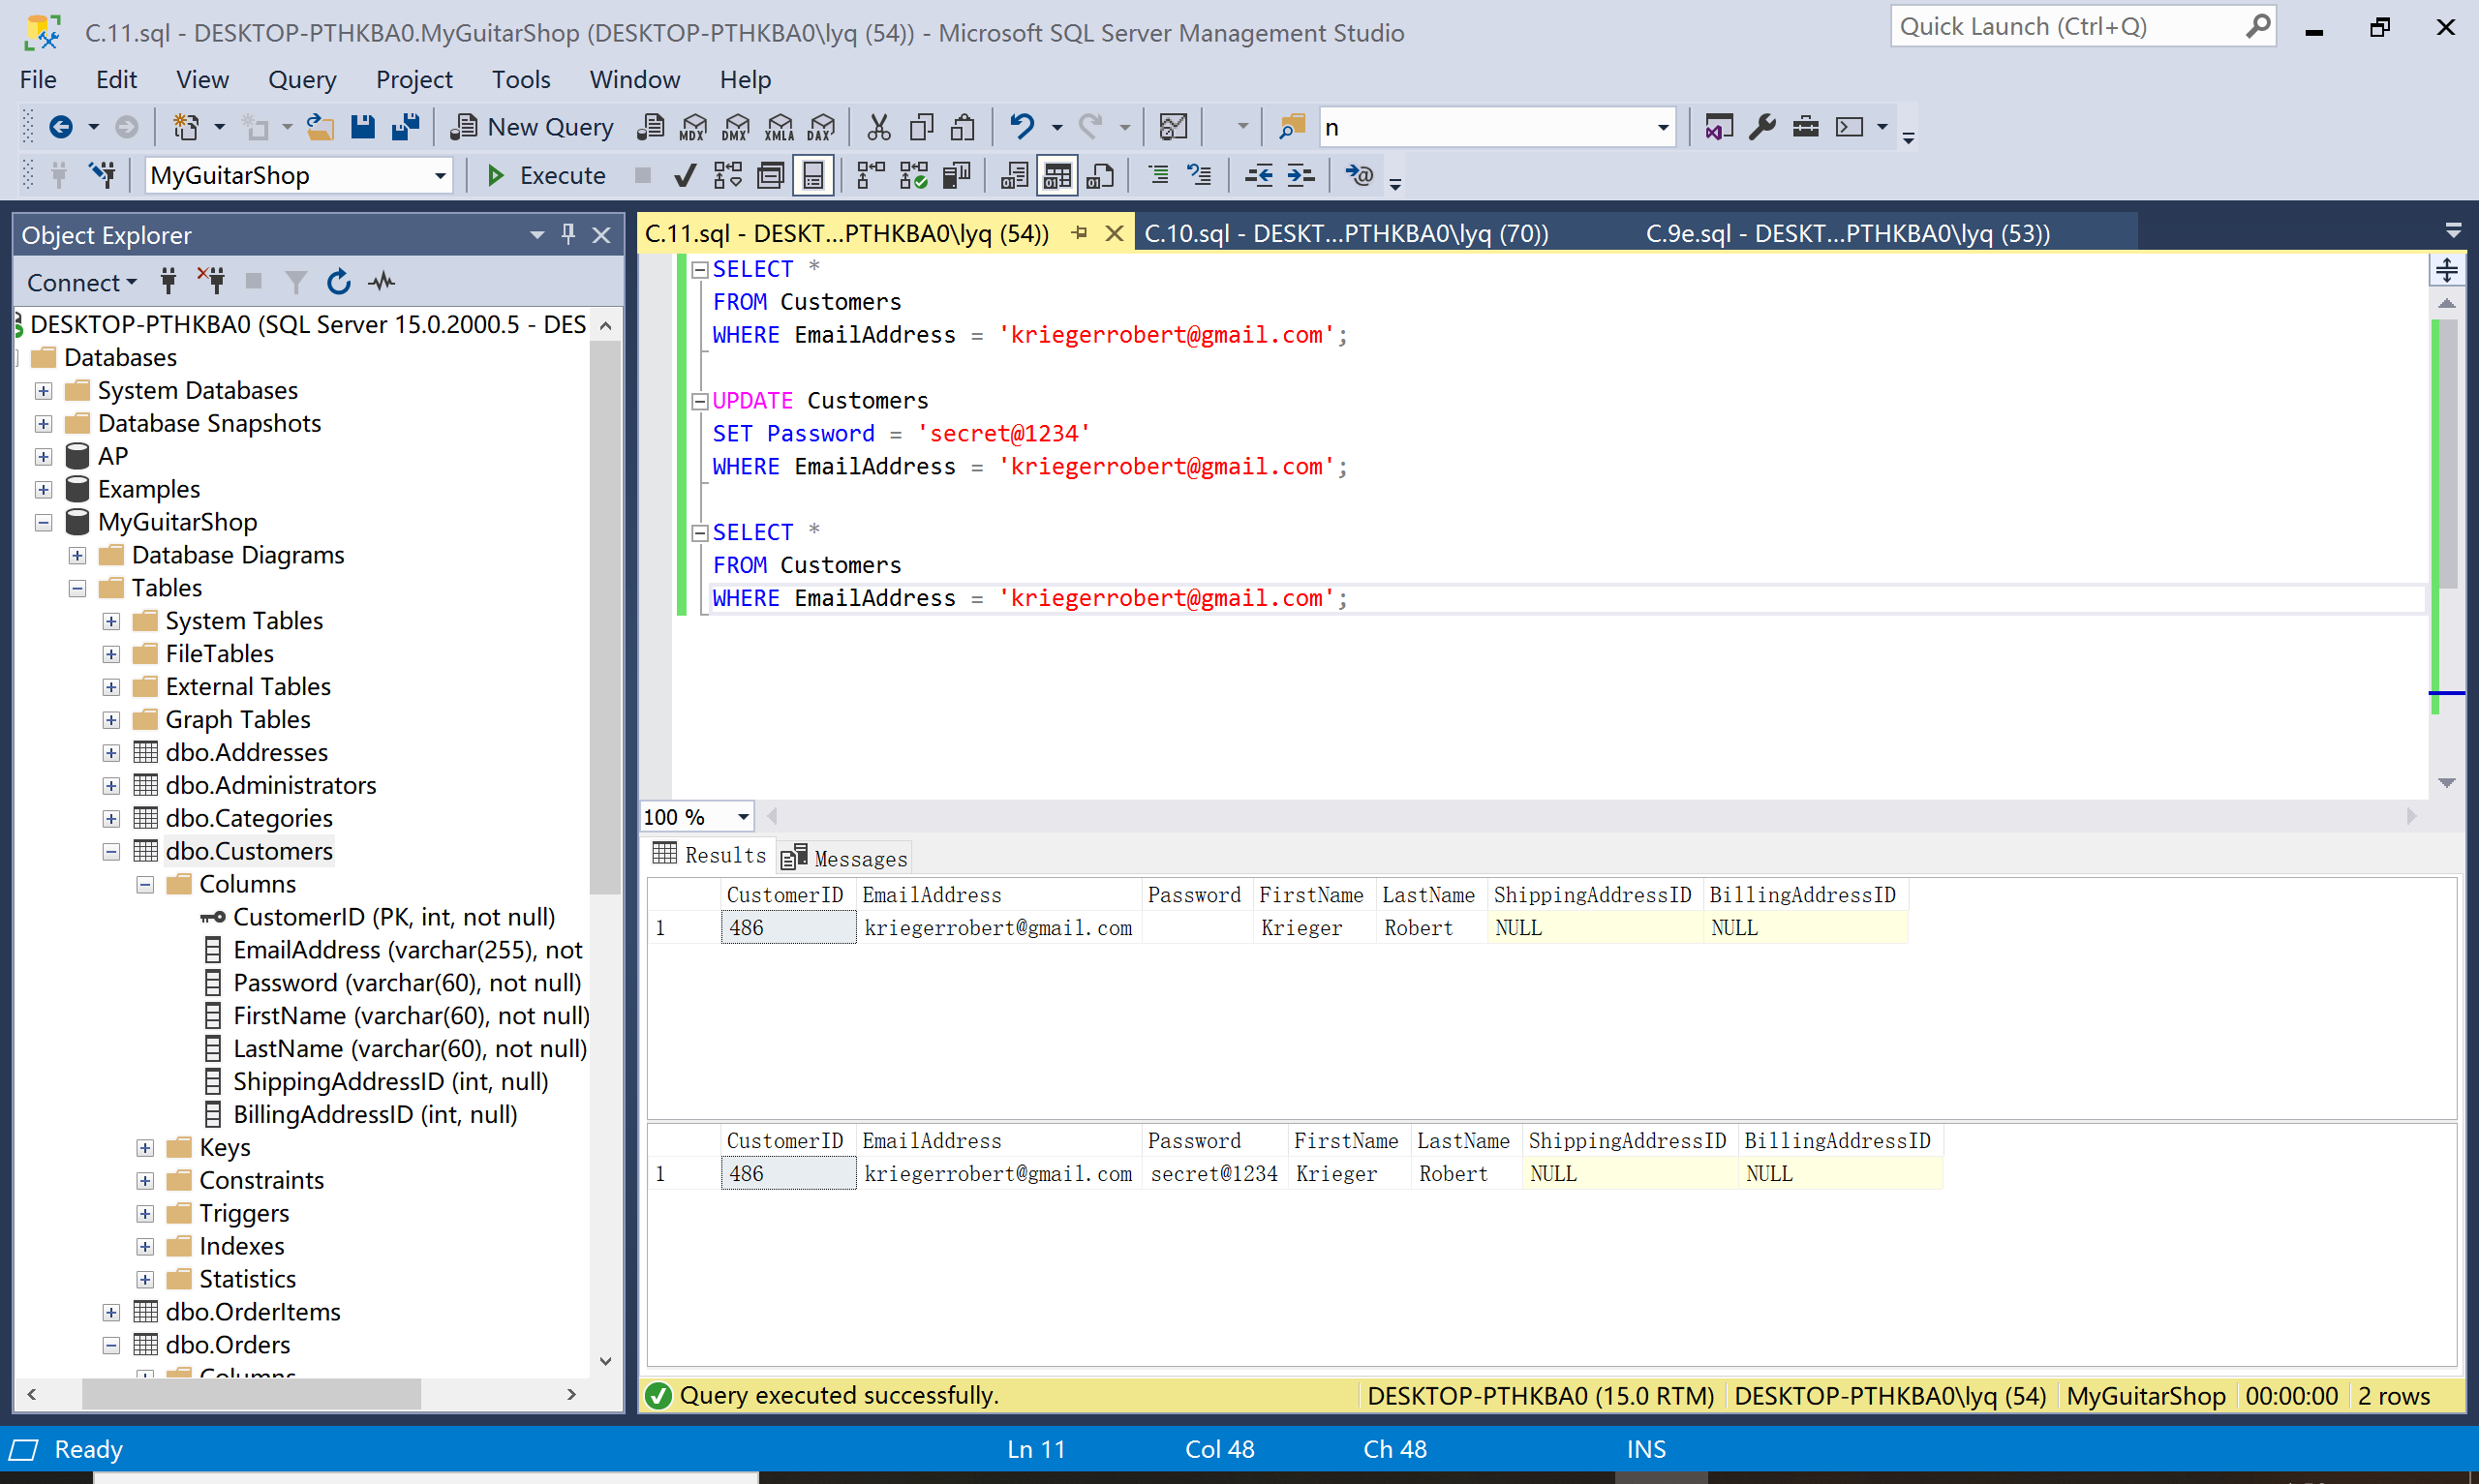 C.11.sql - DESKTOP-PTHKBA0.MyGuitarShop (DESKTOP-PTHKBA0\lyq (54)) - Microsoft SQL Server Management Studio
Quick Launch (Ctrl+Q)
File Edit View Query Project Tools Window Help
New Query MDX DMX XMLA DAX n
MyGuitarShop Execute
Object Explorer
Connect
DESKTOP-PTHKBA0 (SQL Server 15.0.2000.5 - DES
Databases
System Databases
Database Snapshots
AP
Examples
MyGuitarShop
Database Diagrams
Tables
System Tables
FileTables
External Tables
Graph Tables
dbo.Addresses
dbo.Administrators
dbo.Categories
dbo.Customers
Columns
CustomerID (PK, int, not null)
EmailAddress (varchar(255), not
Password (varchar(60), not null)
FirstName (varchar(60), not null)
LastName (varchar(60), not null)
ShippingAddressID (int, null)
BillingAddressID (int, null)
Keys
Constraints
Triggers
Indexes
Statistics
dbo.OrderItems
dbo.Orders
Columns
C.11.sql - DESKT...PTHKBA0\lyq (54)) C.10.sql - DESKT...PTHKBA0\lyq (70)) C.9e.sql - DESKT...PTHKBA0\lyq (53))
SELECT *
FROM Customers
WHERE EmailAddress = 'kriegerrobert@gmail.com';
UPDATE Customers
SET Password = 'secret@1234'
WHERE EmailAddress = 'kriegerrobert@gmail.com';
SELECT *
FROM Customers
WHERE EmailAddress = 'kriegerrobert@gmail.com';
100 %
Results Messages
CustomerID EmailAddress Password FirstName LastName ShippingAddressID BillingAddressID
1 486 kriegerrobert@gmail.com Krieger Robert NULL NULL
CustomerID EmailAddress Password FirstName LastName ShippingAddressID BillingAddressID
1 486 kriegerrobert@gmail.com secret@1234 Krieger Robert NULL NULL
Query executed successfully. DESKTOP-PTHKBA0 (15.0 RTM) DESKTOP-PTHKBA0\lyq (54) MyGuitarShop 00:00:00 2 rows
Ready Ln 11 Col 48 Ch 48 INS